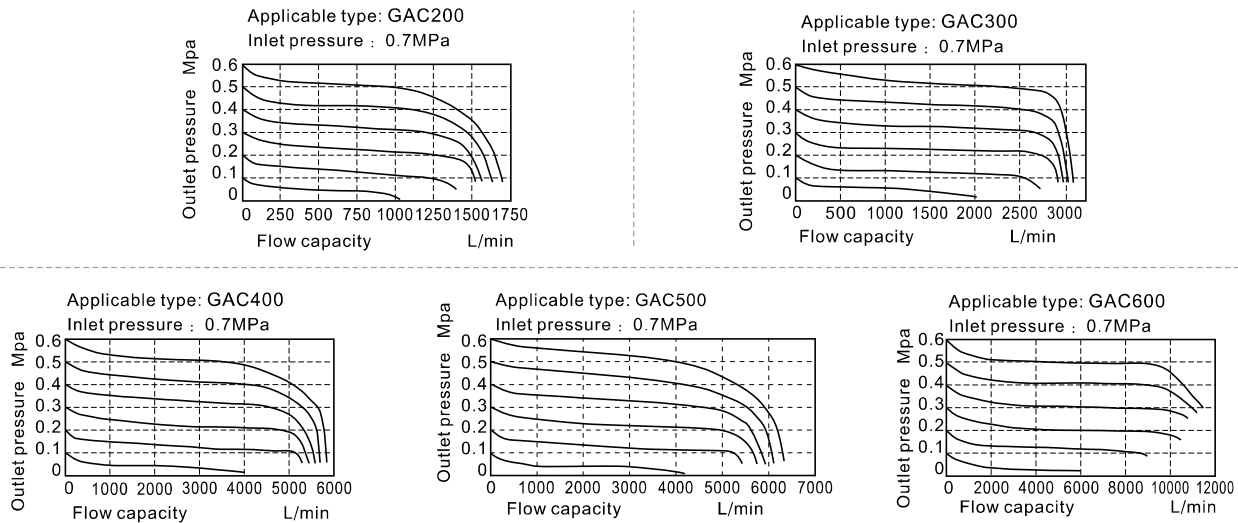 Applicable type: GAC200
Inlet pressure : 0.7MPa
Outlet pressure Mpa
0.6
0.5
0.4
0.3
0.2
0.1
0
0 250 500 750 1000 1250 1500 1750
Flow capacity L/min
Applicable type: GAC300
Inlet pressure : 0.7MPa
Outlet pressure Mpa
0.6
0.5
0.4
0.3
0.2
0.1
0
0 500 1000 1500 2000 2500 3000
Flow capacity L/min
Applicable type: GAC400
Inlet pressure : 0.7MPa
Outlet pressure Mpa
0.6
0.5
0.4
0.3
0.2
0.1
0
0 1000 2000 3000 4000 5000 6000
Flow capacity L/min
Applicable type: GAC500
Inlet pressure : 0.7MPa
Outlet pressure Mpa
0.6
0.5
0.4
0.3
0.2
0.1
0
0 1000 2000 3000 4000 5000 6000 7000
Flow capacity L/min
Applicable type: GAC600
Inlet pressure : 0.7MPa
Outlet pressure Mpa
0.6
0.5
0.4
0.3
0.2
0.1
0
0 2000 4000 6000 8000 10000 12000
Flow capacity L/min